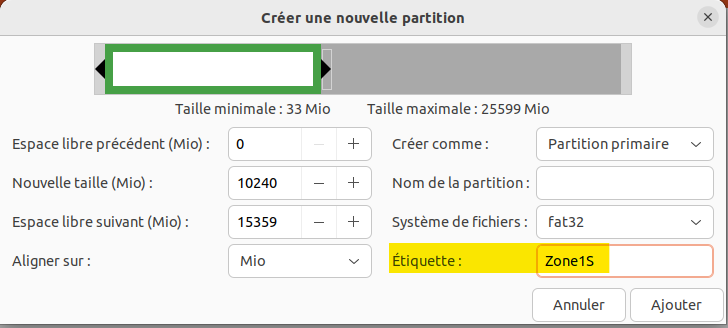 Créer une nouvelle partition
Taille minimale : 33 Mio Taille maximale : 25599 Mio
Espace libre précédent (Mio) : 0 Créer comme : Partition primaire
Nouvelle taille (Mio) : 10240 Nom de la partition :
Espace libre suivant (Mio) : 15359 Système de fichiers : fat32
Aligner sur : Mio Étiquette : Zone1S
Annuler Ajouter